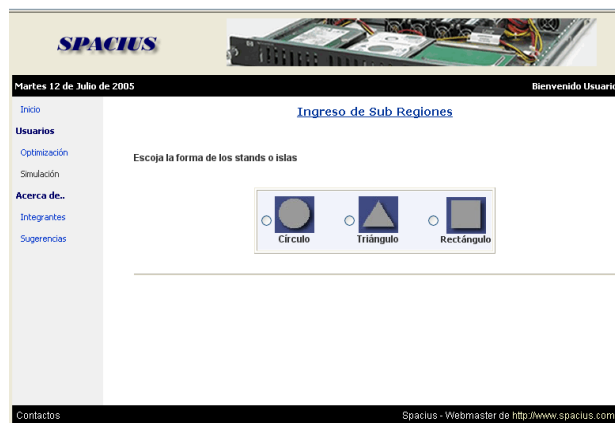 SPACIUS
Martes 12 de Julio de 2005
Bienvenido Usuario
Inicio
Ingreso de Sub Regiones
Usuarios
Optimización
Escoja la forma de los stands o islas
Simulación
Acerca de..
Integrantes
Círculo Triángulo Rectángulo
Sugerencias
Contactos
Spacius - Webmaster de http://www.spacius.com